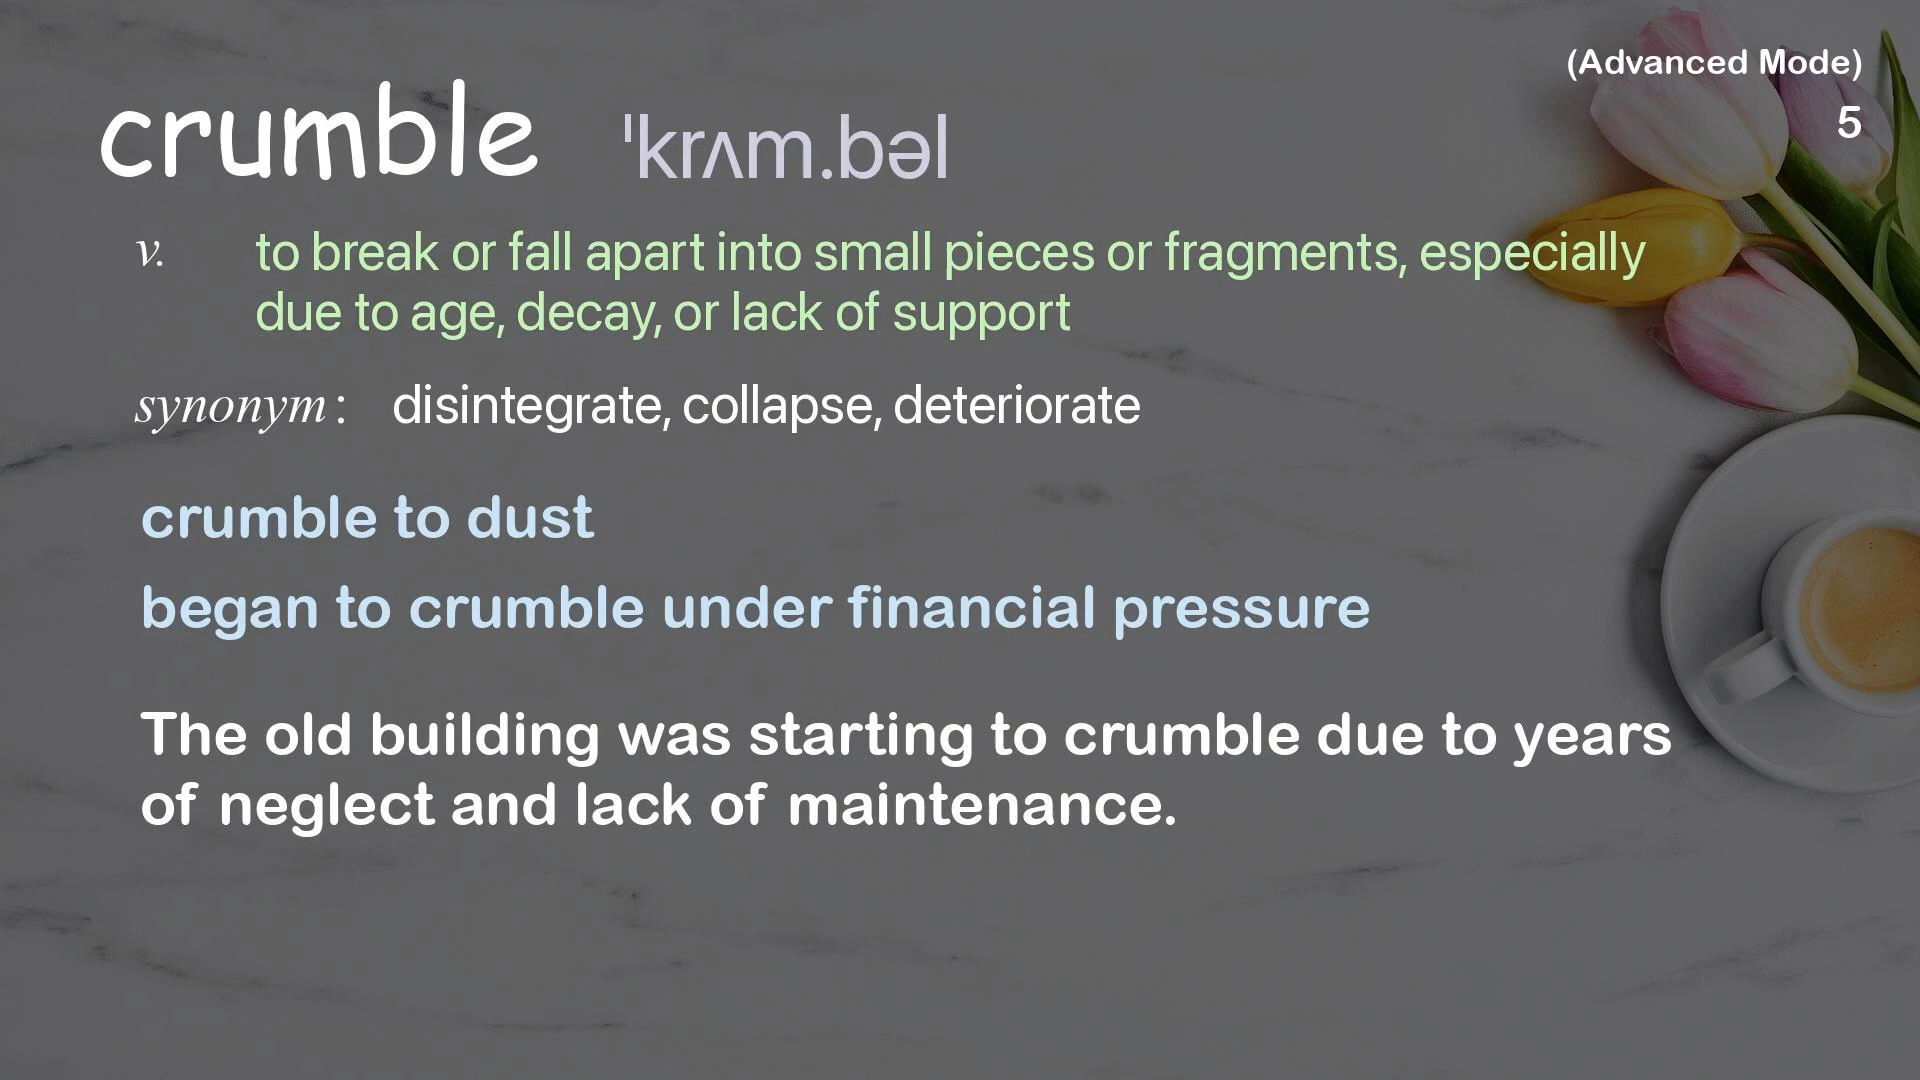 (Advanced Mode)
5
crumble ˈkrʌm.bəl
v. to break or fall apart into small pieces or fragments, especially
due to age, decay, or lack of support
synonym: disintegrate, collapse, deteriorate
crumble to dust
began to crumble under financial pressure
The old building was starting to crumble due to years
of neglect and lack of maintenance.